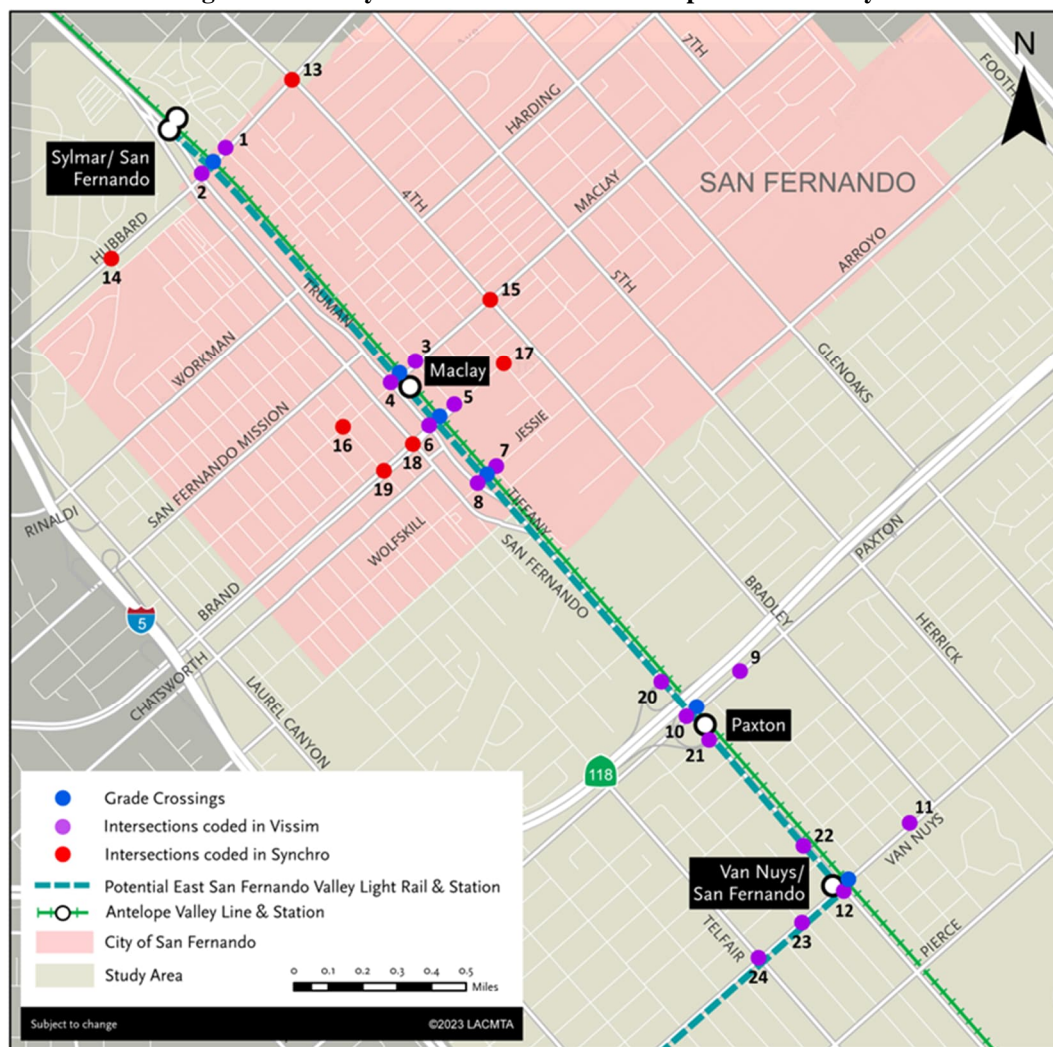 N
13
7TH
FOOTH
HARDING
1
Sylmar/ San
Fernando
2
4TH
MACLAY
SAN FERNANDO
HUBBARD
14
ARROYO
15
5TH
TRUMAN
3
17
Maclay
WORKMAN
4
5
GLENOAKS
16
6
JESSIE
18
7
SAN FERNANDO MISSION
19
8
TIFFANY
RINALDI
WOLFSKILL
SAN FERNANDO
PAXTON
BRAND
BRADLEY
5
HERRICK
CHATSWORTH
9
LAUREL CANYON
20
10
Paxton
21
118
11
VAN NUYS
22
Van Nuys/
San Fernando
12
TELFAIR
23
PIERCE
24
Grade Crossings
Intersections coded in Vissim
Intersections coded in Synchro
Potential East San Fernando Valley Light Rail & Station
Antelope Valley Line & Station
City of San Fernando
Study Area
0 0.1 0.2 0.3 0.4 0.5
Miles
Subject to change
©2023 LACMTA